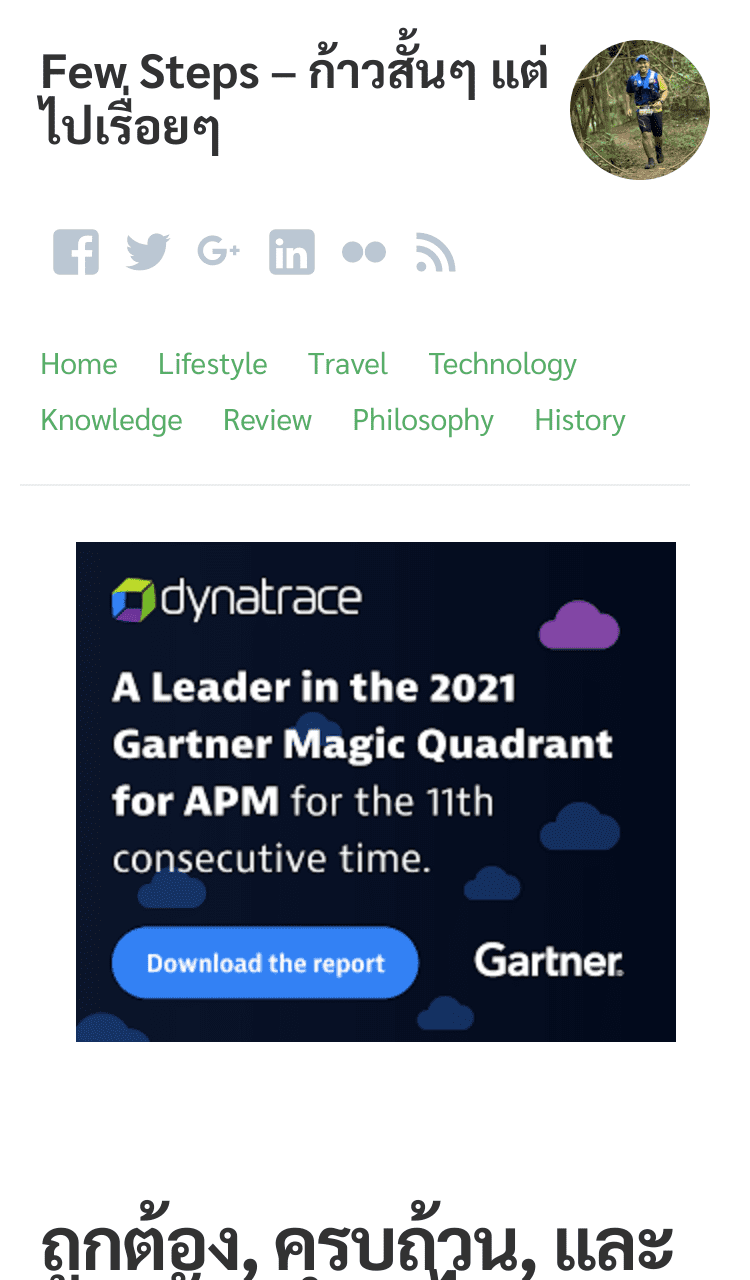 Few Steps – ก้าวสั้นๆ แต่
ไปเรื่อยๆ
Home Lifestyle Travel Technology
Knowledge Review Philosophy History
dynatrace
A Leader in the 2021
Gartner Magic Quadrant
for APM for the 11th
consecutive time.
Download the report
Gartner.
ถูกต้อง, ครบถ้วน, และ